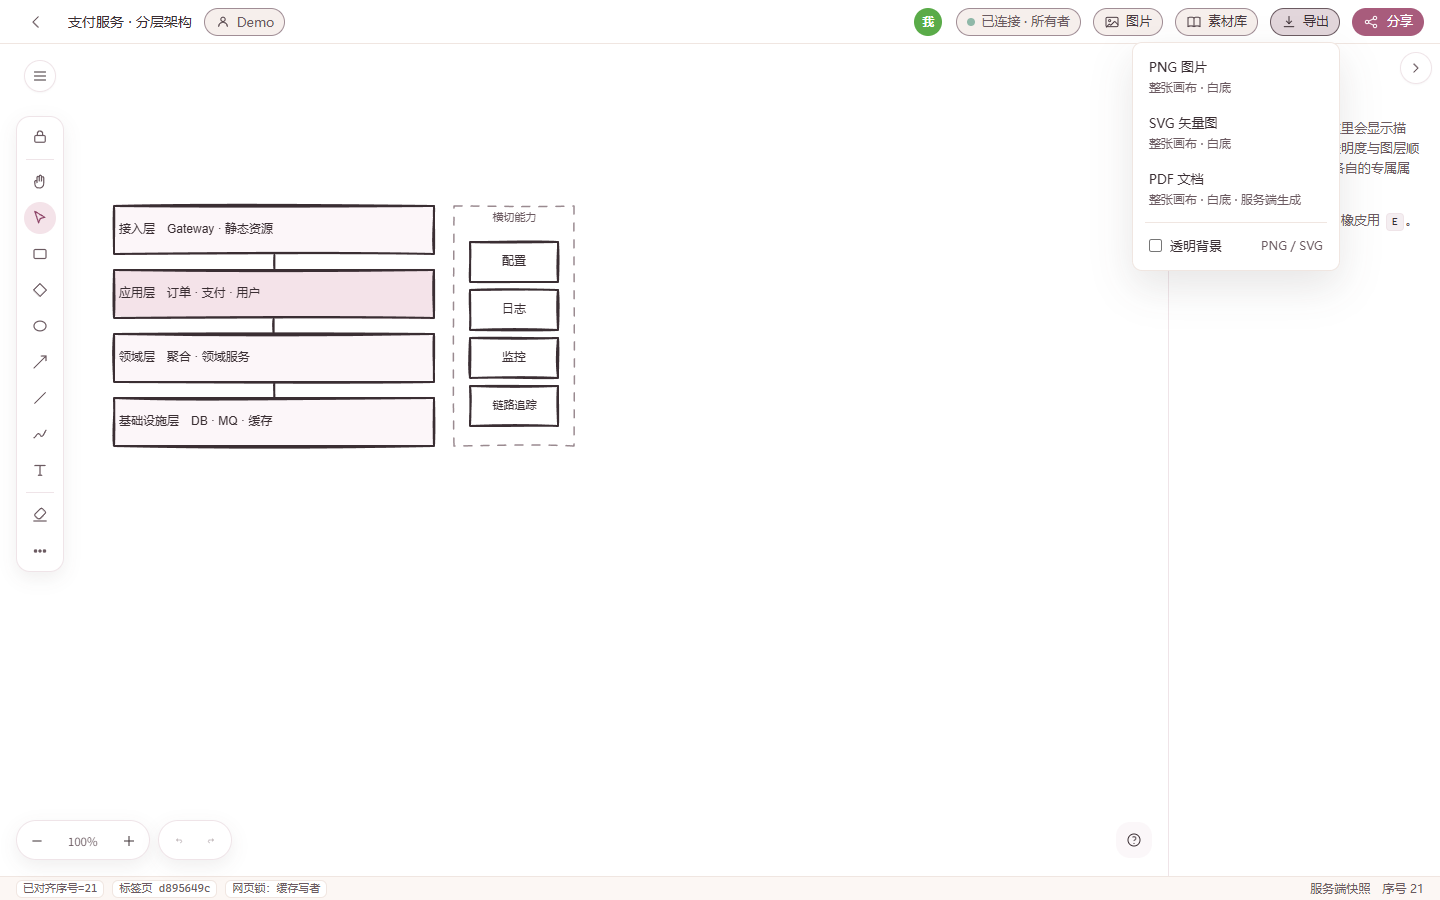 支付服务 · 分层架构
Demo
我
已连接 · 所有者
图片
素材库
导出
分享
PNG 图片
整张画布 · 白底
SVG 矢量图
整张画布 · 白底
PDF 文档
整张画布 · 白底 · 服务端生成
透明背景 PNG / SVG
里会显示描
明度与图层顺
自的专属属
橡皮用 E 。
接入层 Gateway · 静态资源
应用层 订单 · 支付 · 用户
领域层 聚合 · 领域服务
基础设施层 DB · MQ · 缓存
横切能力
配置
日志
监控
链路追踪
100%
已对齐序号=21
标签页 d895649c
网页锁: 缓存写者
服务端快照 序号 21